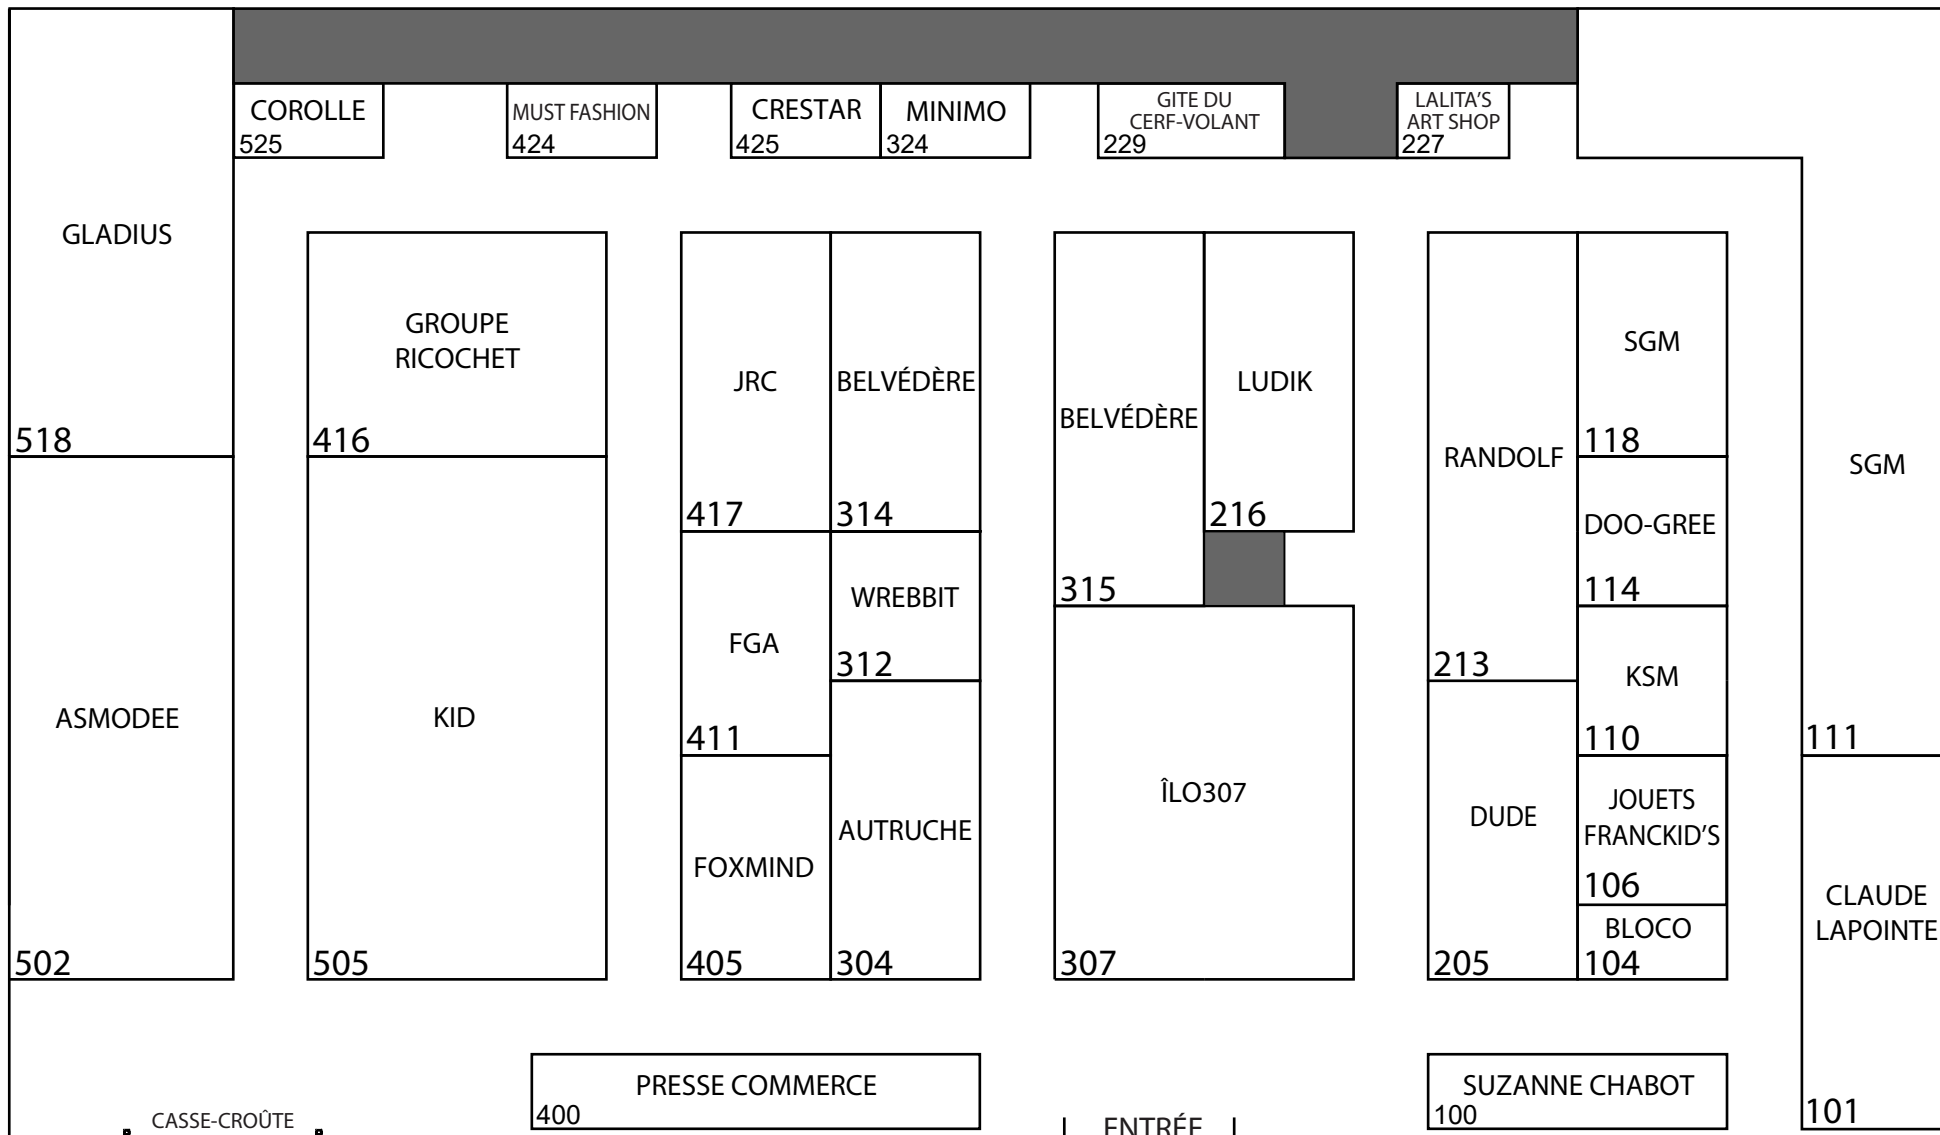 COROLLE
525
MUST FASHION
424
CRESTAR
425
MINIMO
324
GITE DU
CERF-VOLANT
229
LALITA'S
ART SHOP
227
GLADIUS
518
GROUPE
RICOCHET
416
JRC
417
BELVÉDÈRE
314
BELVÉDÈRE
315
LUDIK
216
RANDOLF
213
SGM
118
DOO-GREE
114
SGM
111
ASMODEE
502
KID
505
FGA
411
WREBBIT
312
FOXMIND
405
AUTRUCHE
304
ÎLO307
307
DUDE
205
KSM
110
JOUETS
FRANCKID'S
106
BLOCO
104
CLAUDE
LAPOINTE
101
PRESSE COMMERCE
400
SUZANNE CHABOT
100
CASSE-CROÛTE
ENTRÉE